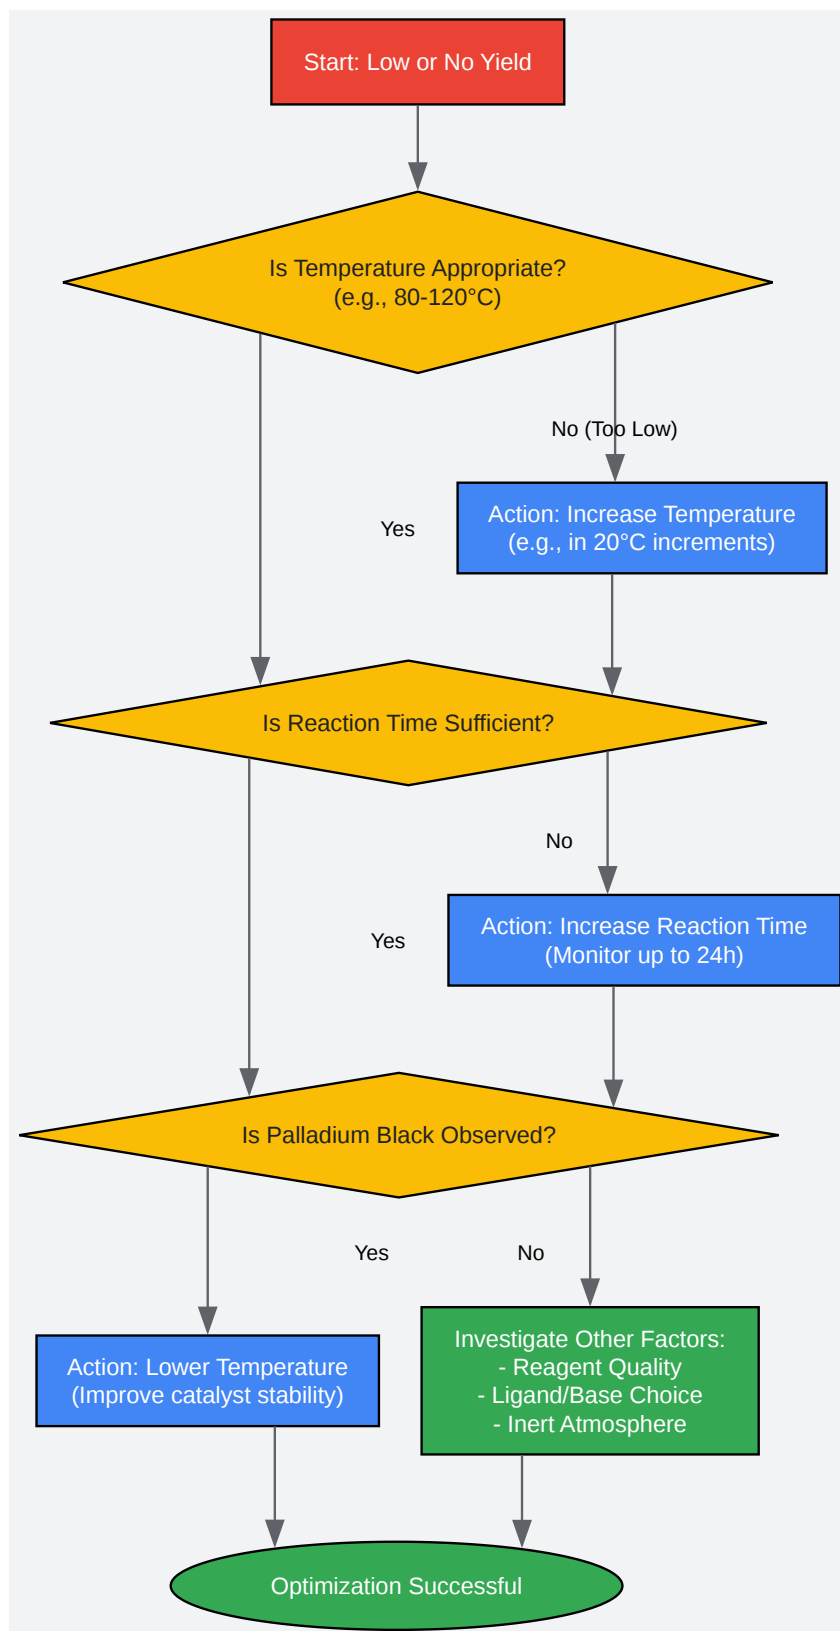 Start: Low or No Yield
Is Temperature Appropriate?
(e.g., 80-120°C)
No (Too Low)
Yes
Action: Increase Temperature
(e.g., in 20°C increments)
Is Reaction Time Sufficient?
No
Yes
Action: Increase Reaction Time
(Monitor up to 24h)
Is Palladium Black Observed?
Yes
No
Action: Lower Temperature
(Improve catalyst stability)
Investigate Other Factors:
- Reagent Quality
- Ligand/Base Choice
- Inert Atmosphere
Optimization Successful